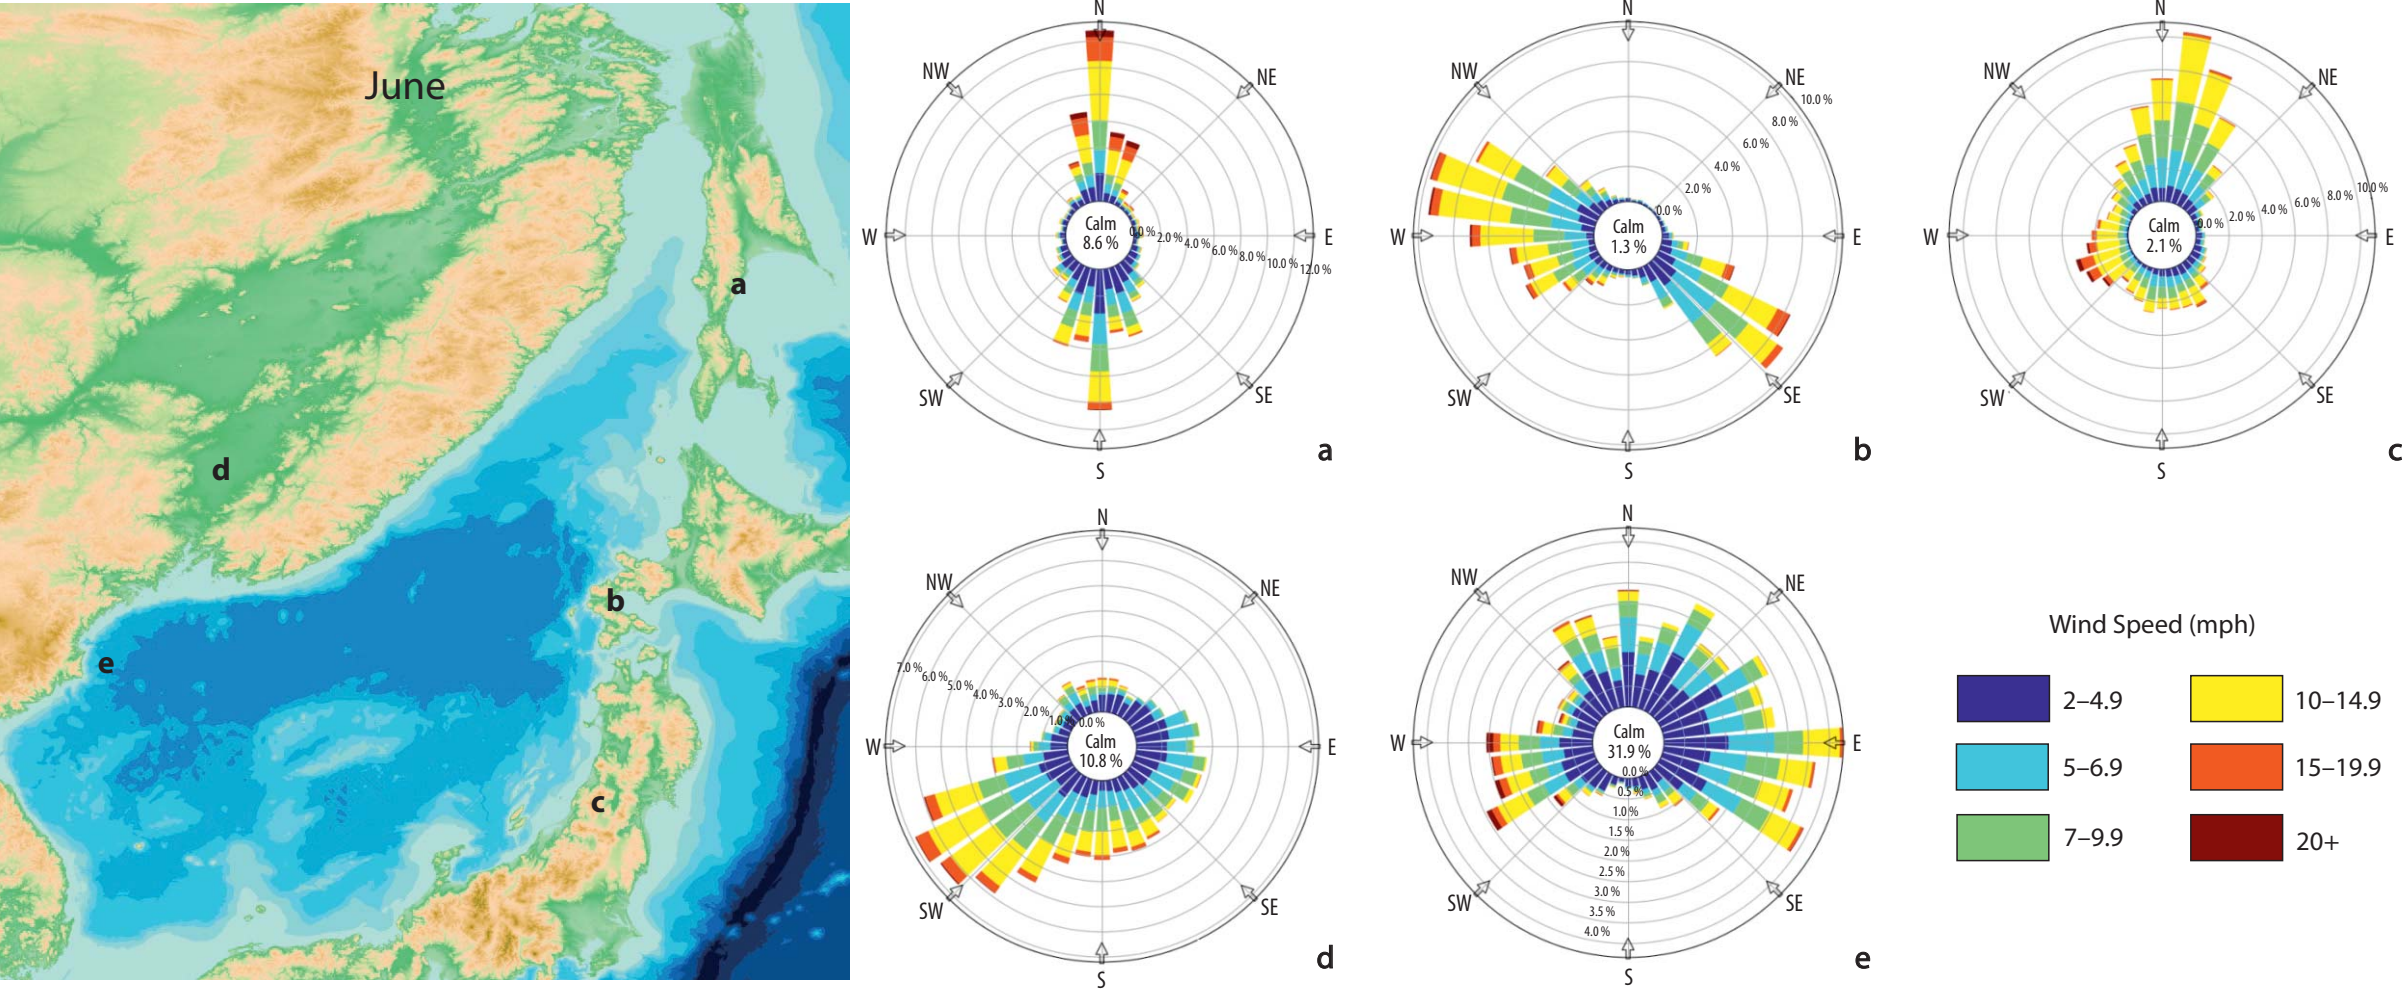 June
a
d
b
e
c
N
NW
NE
W
Calm
8.6 %
0.0 %
2.0 %
4.0 %
6.0 %
8.0 %
10.0 %
12.0 %
E
SW
SE
S
a
N
NW
NE
10.0 %
8.0 %
6.0 %
4.0 %
2.0 %
0.0 %
W
Calm
1.3 %
E
SW
SE
S
b
N
NW
NE
10.0 %
8.0 %
6.0 %
4.0 %
2.0 %
0.0 %
W
Calm
2.1 %
E
SW
SE
S
c
N
NW
NE
7.0 %
6.0 %
5.0 %
4.0 %
3.0 %
2.0 %
1.0 %
0.0 %
W
Calm
10.8 %
E
SW
SE
S
d
N
NW
NE
W
Calm
31.9 %
E
0.0 %
0.5 %
1.0 %
1.5 %
2.0 %
2.5 %
3.0 %
3.5 %
4.0 %
SW
SE
S
e
Wind Speed (mph)
2–4.9
10–14.9
5–6.9
15–19.9
7–9.9
20+